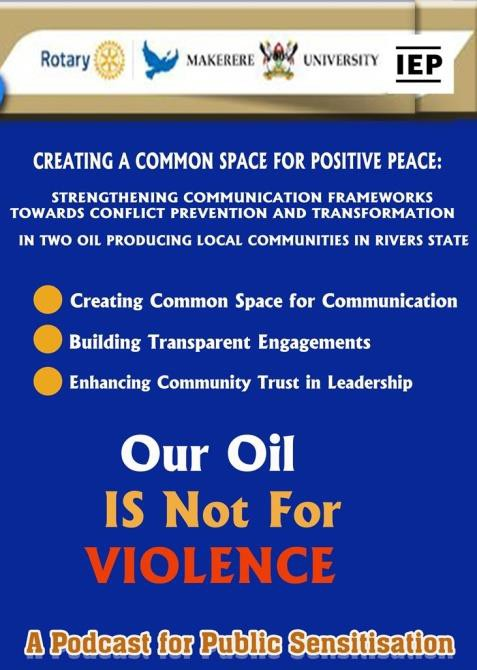 Rotary MAKERERE UNIVERSITY IEP
CREATING A COMMON SPACE FOR POSITIVE PEACE:
STRENGTHENING COMMUNICATION FRAMEWORKS
TOWARDS CONFLICT PREVENTION AND TRANSFORMATION
IN TWO OIL PRODUCING LOCAL COMMUNITIES IN RIVERS STATE
Creating Common Space for Communication
Building Transparent Engagements
Enhancing Community Trust in Leadership
Our Oil
IS Not For
VIOLENCE
A Podcast for Public Sensitisation